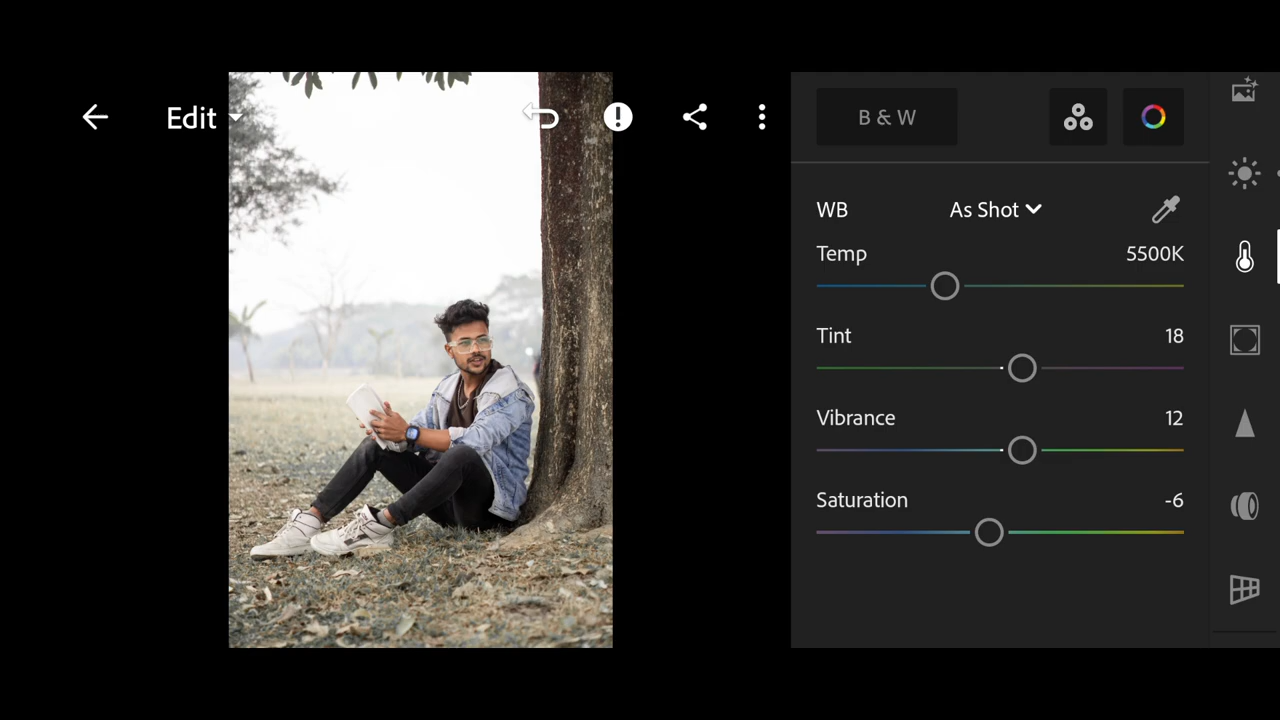 Edit
B & W
WB As Shot
Temp 5500K
Tint 18
Vibrance 12
Saturation -6